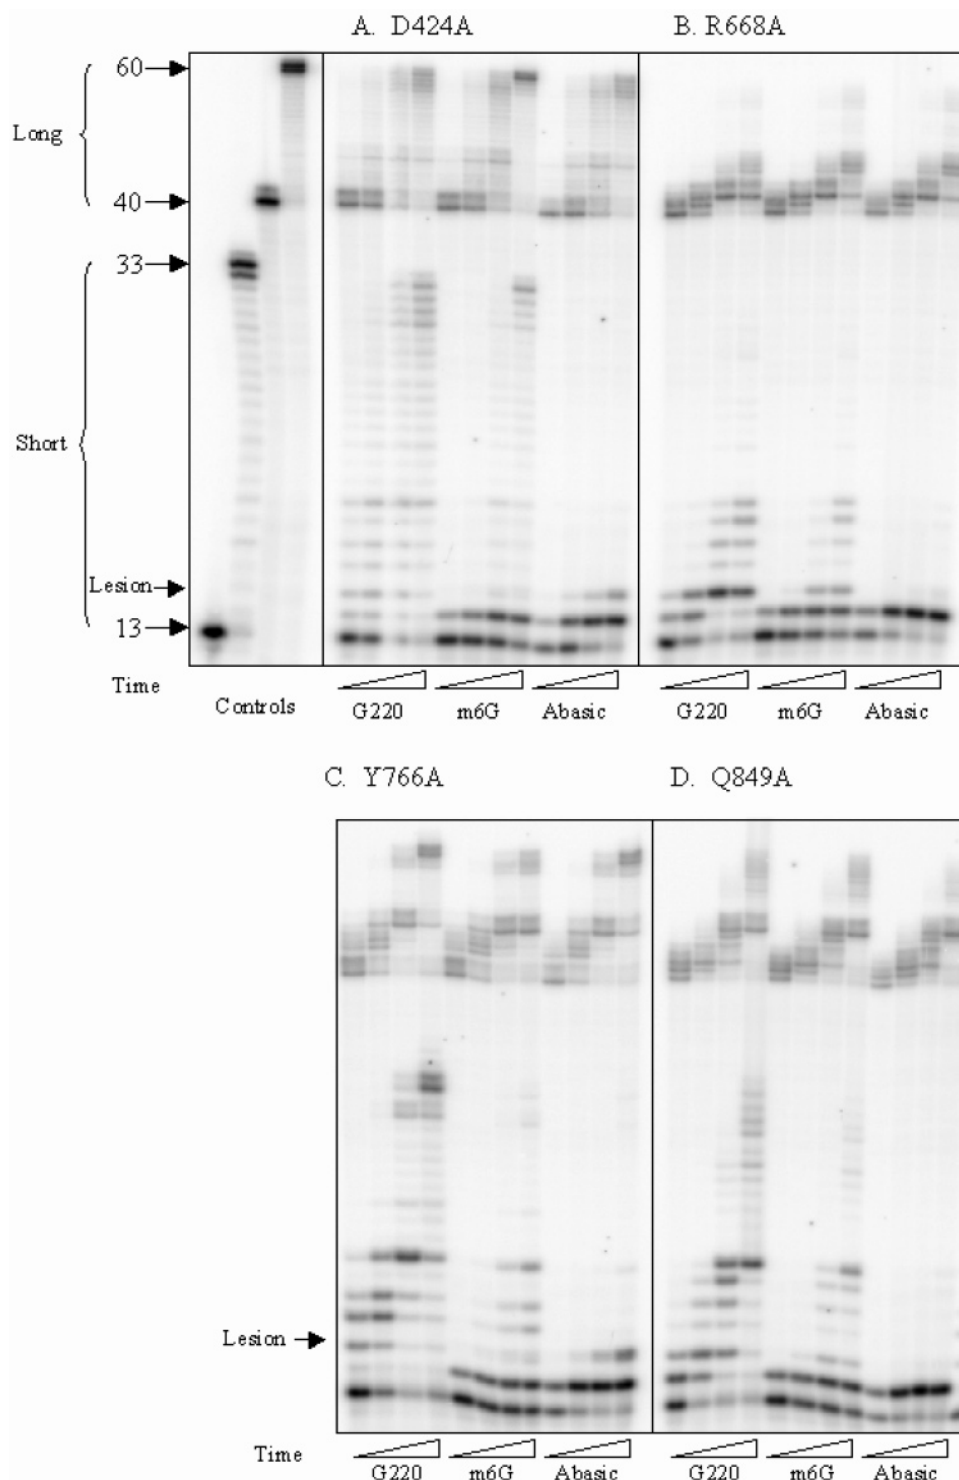 A. D424A
B. R668A
60
Long
40
33
Short
Lesion
13
Time
Controls
G220
m6G
Abasic
G220
m6G
Abasic
C. Y766A
D. Q849A
Lesion
Time
G220
m6G
Abasic
G220
m6G
Abasic